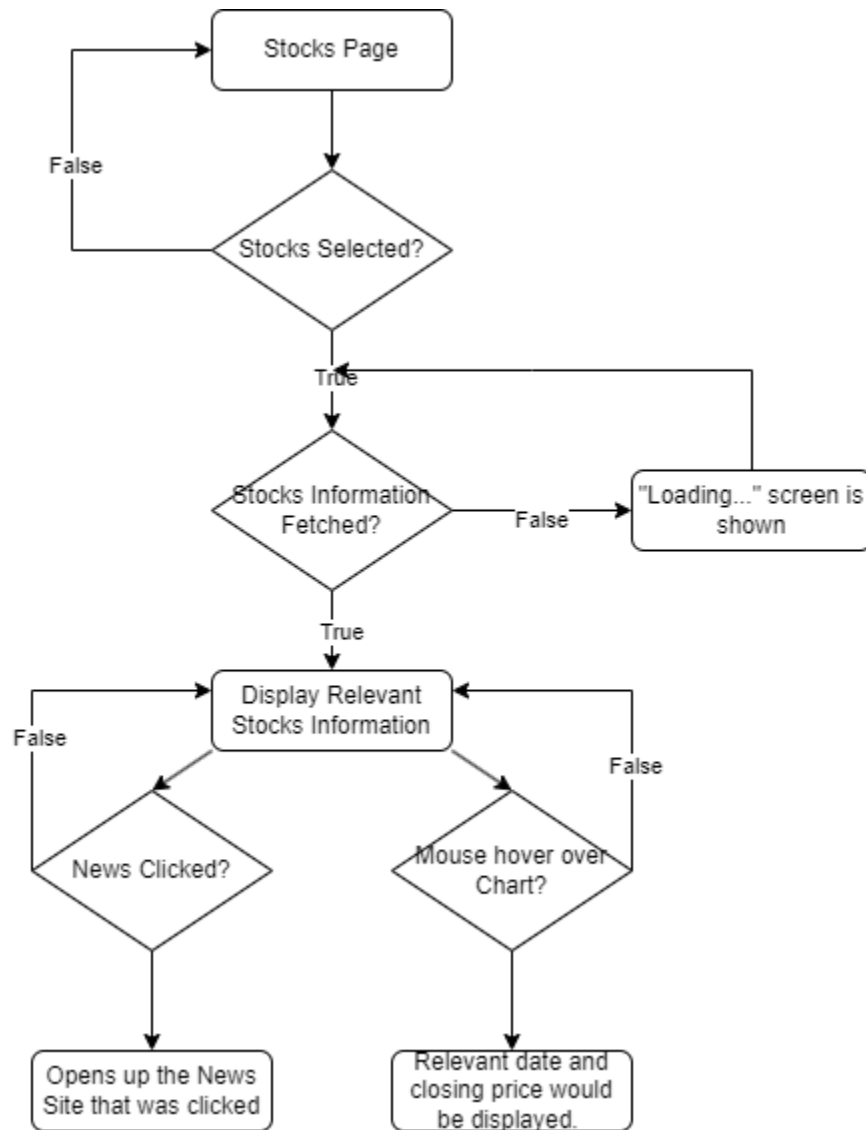 Stocks Page
False
Stocks Selected?
True
Stocks Information
Fetched?
False
"Loading..." screen is
shown
True
Display Relevant
Stocks Information
False
False
News Clicked?
Mouse hover over
Chart?
Opens up the News
Site that was clicked
Relevant date and
closing price would
be displayed.